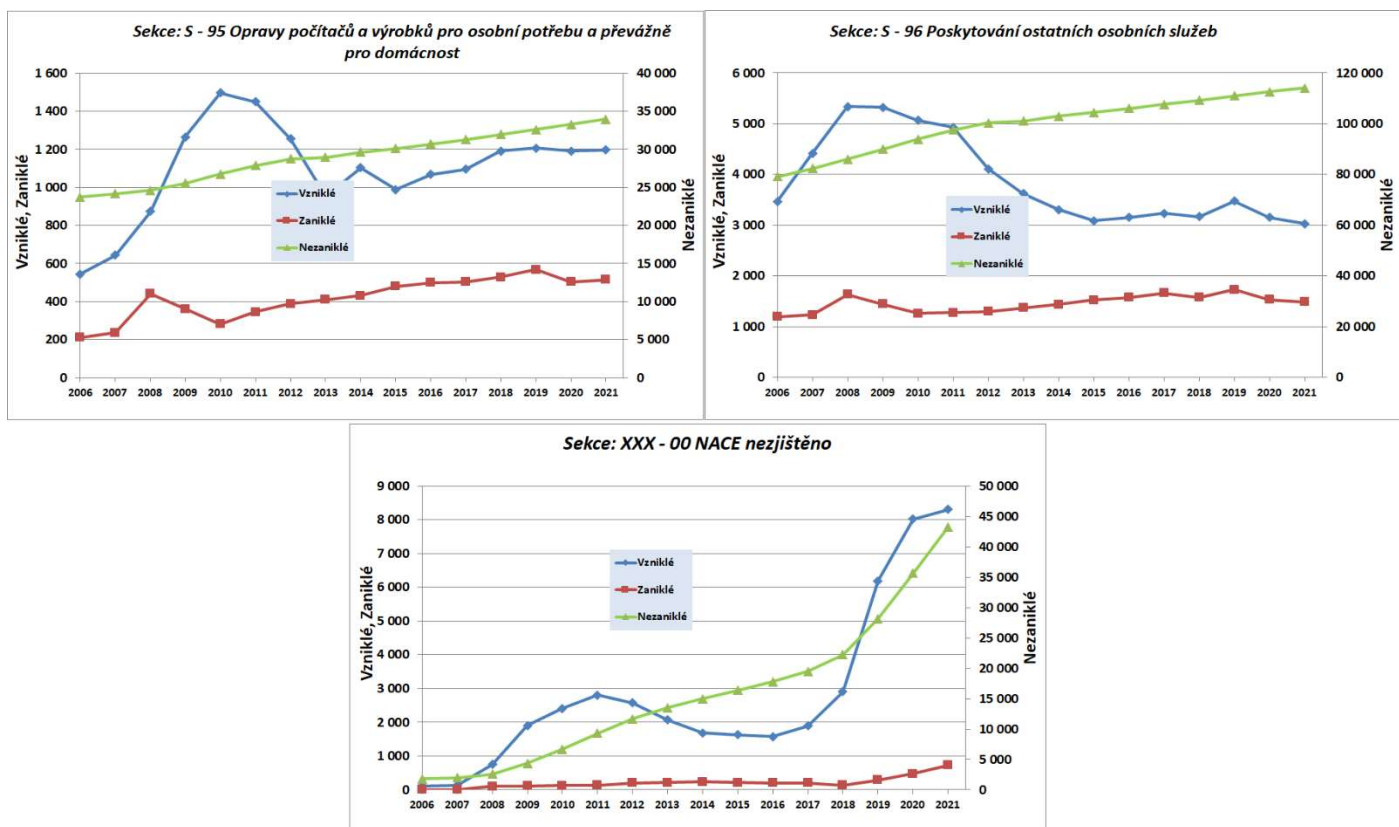 Sekce: S - 95 Opravy počítačů a výrobků pro osobní potřebu a převážně
pro domácnost
1 600
1 400
1 200
1 000
800
600
400
200
0
Vzniklé, Zaniklé
40 000
35 000
30 000
25 000
20 000
15 000
10 000
5 000
0
Nezaniklé
Vzniklé
Zaniklé
Nezaniklé
2006 2007 2008 2009 2010 2011 2012 2013 2014 2015 2016 2017 2018 2019 2020 2021
Sekce: S - 96 Poskytování ostatních osobních služeb
6 000
5 000
4 000
3 000
2 000
1 000
0
Vzniklé, Zaniklé
120 000
100 000
80 000
60 000
40 000
20 000
0
Nezaniklé
Vzniklé
Zaniklé
Nezaniklé
2006 2007 2008 2009 2010 2011 2012 2013 2014 2015 2016 2017 2018 2019 2020 2021
Sekce: XXX - 00 NACE nezjištěno
9 000
8 000
7 000
6 000
5 000
4 000
3 000
2 000
1 000
0
Vzniklé, Zaniklé
50 000
45 000
40 000
35 000
30 000
25 000
20 000
15 000
10 000
5 000
0
Nezaniklé
Vzniklé
Zaniklé
Nezaniklé
2006 2007 2008 2009 2010 2011 2012 2013 2014 2015 2016 2017 2018 2019 2020 2021